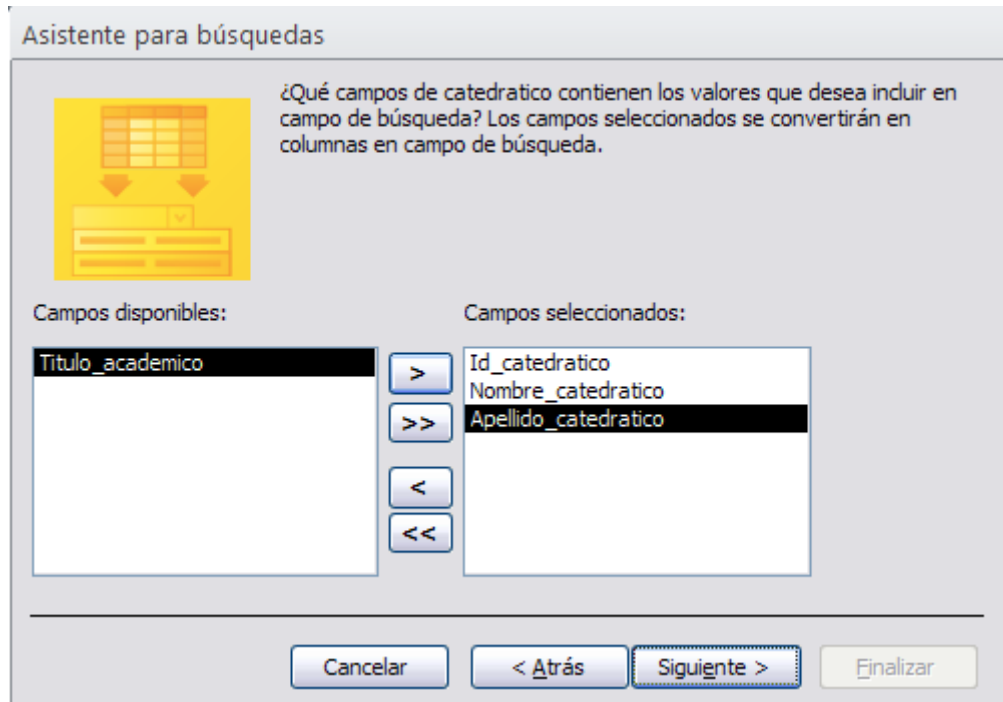 Asistente para búsquedas
¿Qué campos de catedratico contienen los valores que desea incluir en
campo de búsqueda? Los campos seleccionados se convertirán en
columnas en campo de búsqueda.
Campos disponibles:
Campos seleccionados:
Titulo_academico
>
>>
<
<<
Id_catedratico
Nombre_catedratico
Apellido_catedratico
Cancelar
< Atrás
Siguiente >
Finalizar